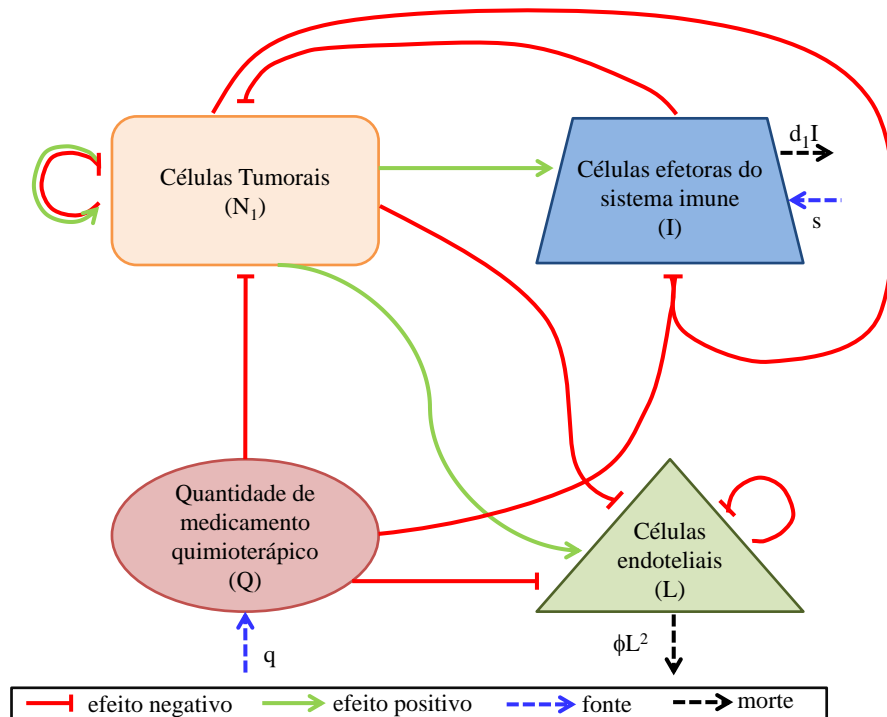 Células Tumorais
(N₁)
Células efetoras do
sistema imune
(I)
d₁I
s
Quantidade de
medicamento
quimioterápico
(Q)
q
Células
endoteliais
(L)
ϕL²
efeito negativo
efeito positivo
fonte
morte